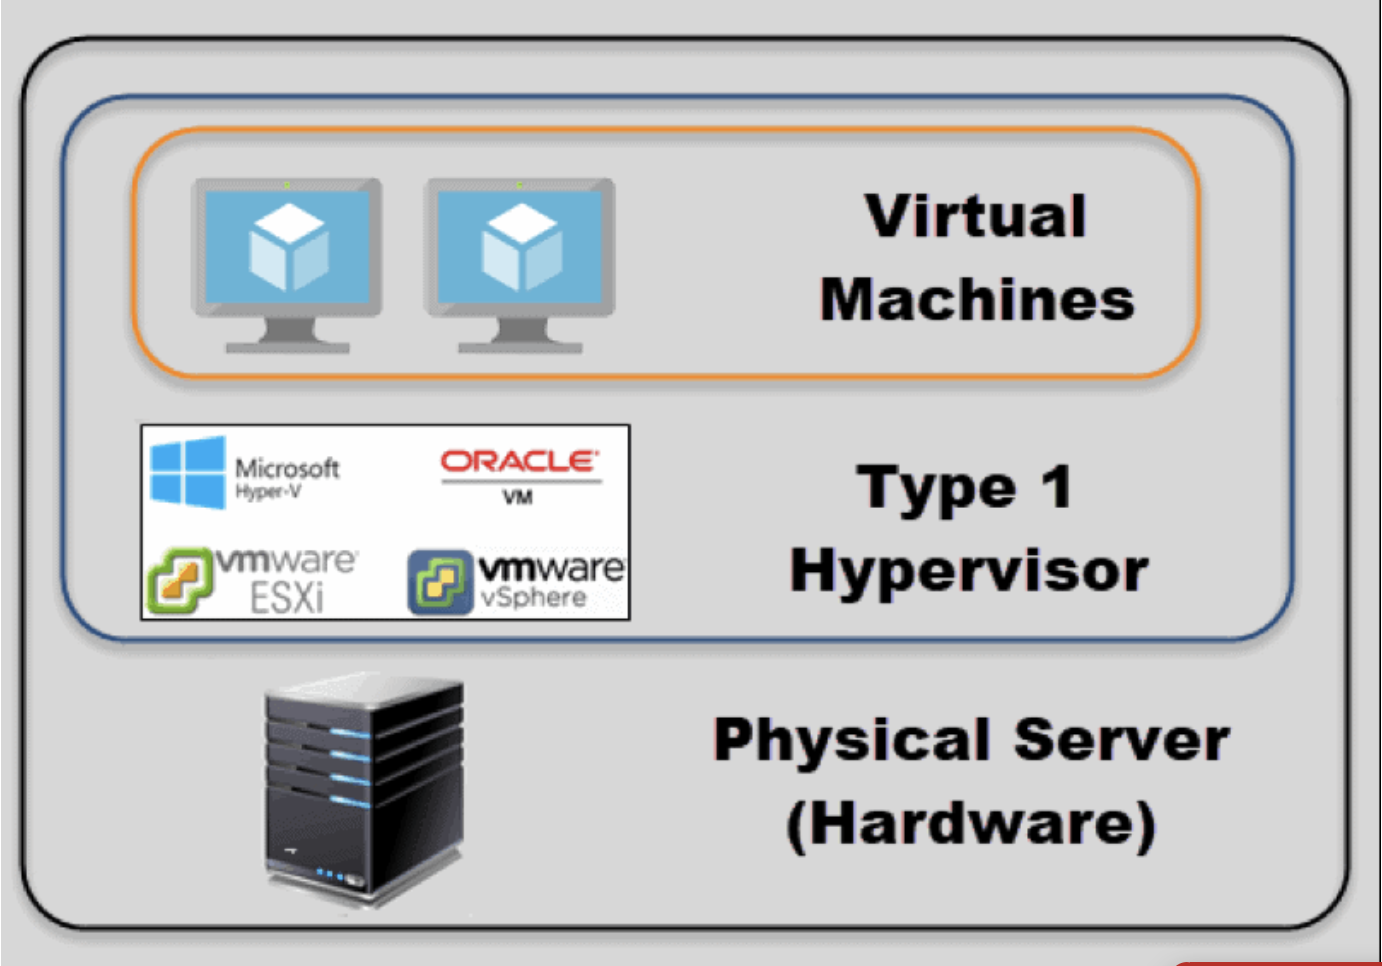 Virtual
Machines
Microsoft
Hyper-V
ORACLE
VM
vmware
ESXi
vmware
vSphere
Type 1
Hypervisor
Physical Server
(Hardware)